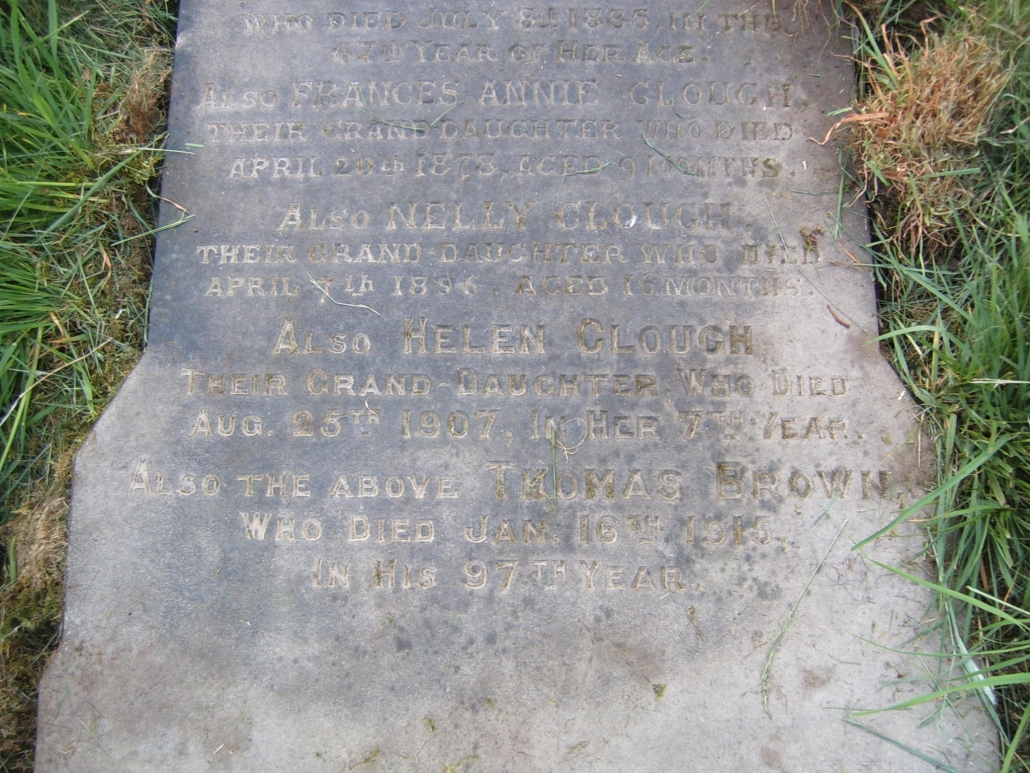 WHO DIED JULY 8TH 1885, IN THE
67TH YEAR OF HER AGE.
ALSO FRANCES ANNIE CLOUGH,
THEIR GRAND-DAUGHTER WHO DIED
APRIL 20TH 1873, AGED 9 MONTHS.
ALSO NELLY CLOUGH,
THEIR GRAND-DAUGHTER WHO DIED
APRIL 7TH 1896, AGED 16 MONTHS.
ALSO HELEN CLOUGH,
THEIR GRAND-DAUGHTER, WHO DIED
AUG. 25TH 1907, IN HER 7TH YEAR.
ALSO THE ABOVE THOMAS BROWN,
WHO DIED JAN. 16TH 1915.
IN HIS 97TH YEAR.